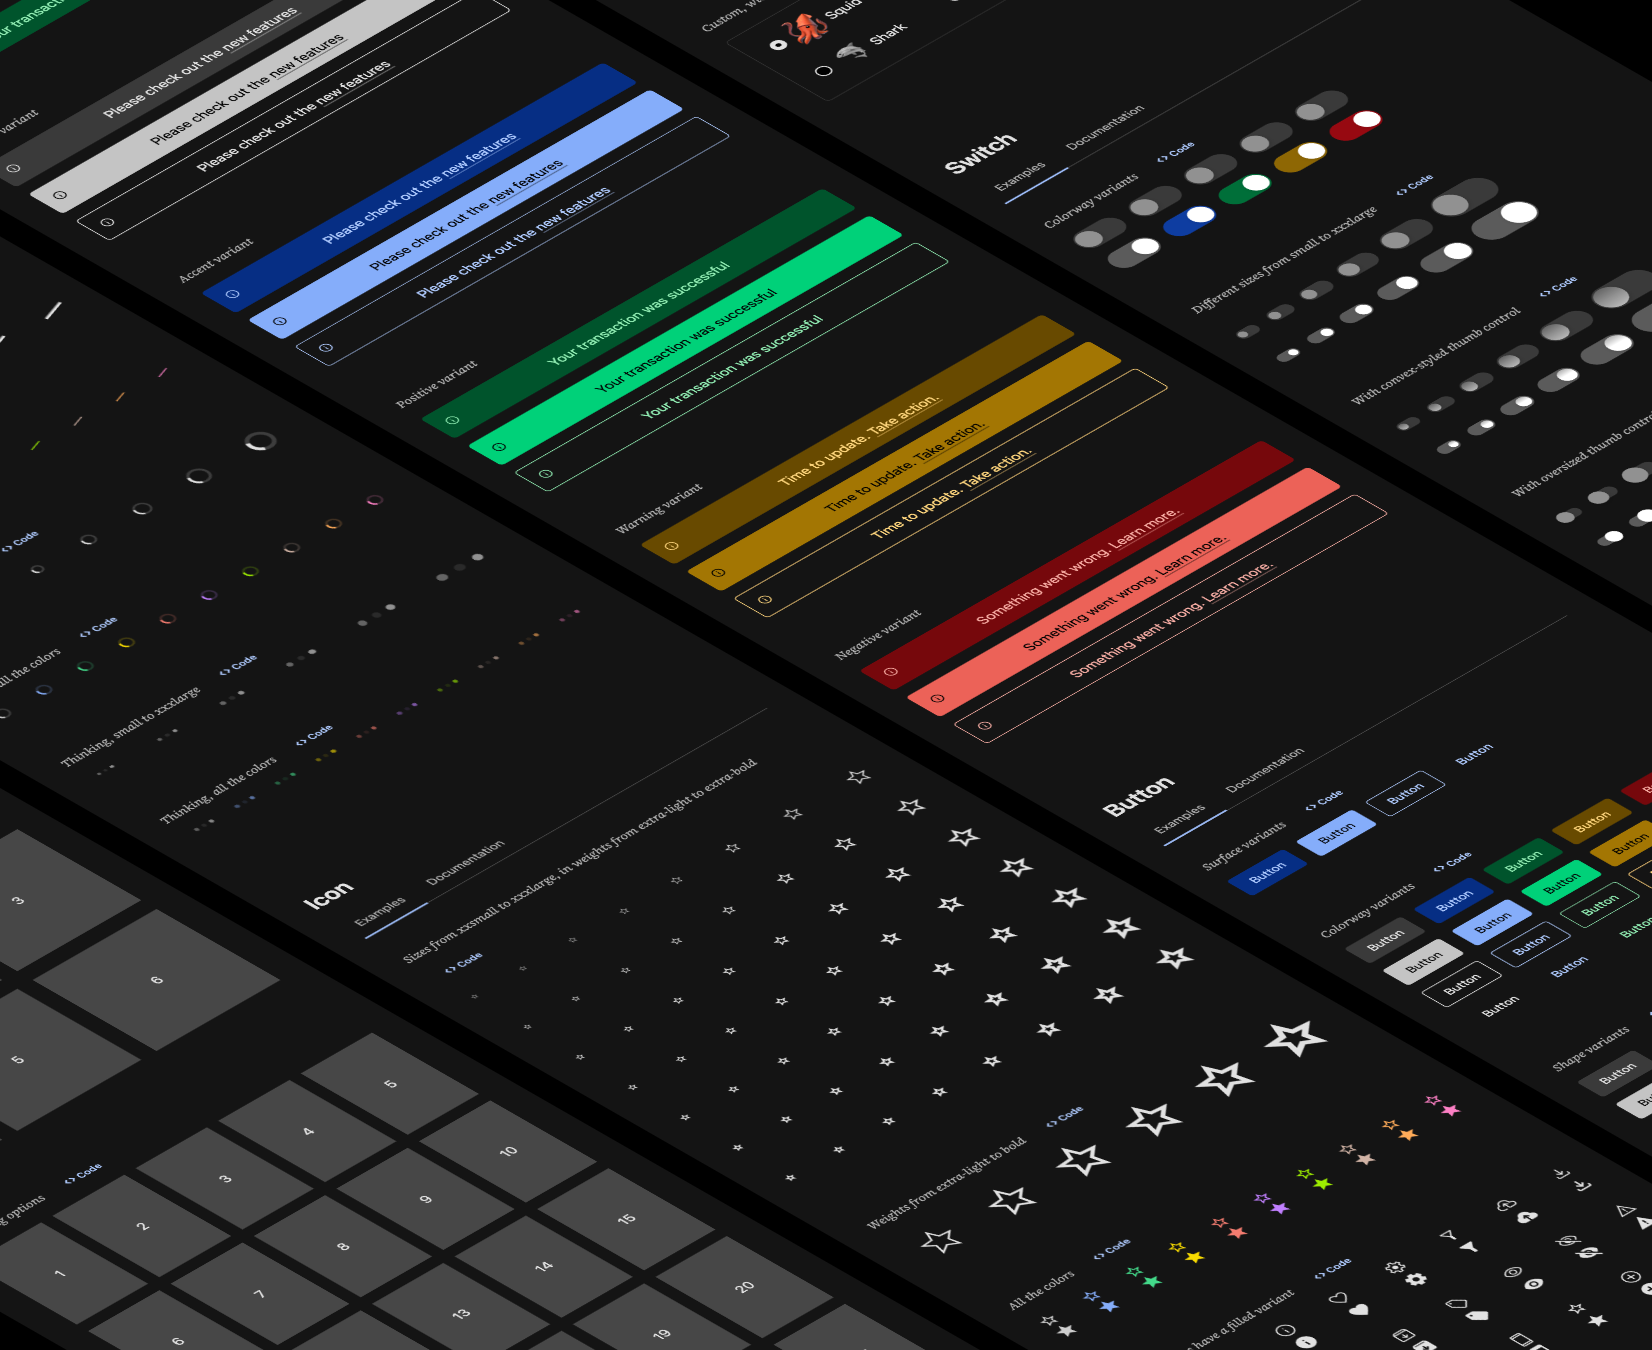 Your transaction
variant
Please check out the new features
Please check out the new features
Please check out the new features
Accent variant
Please check out the new features
Please check out the new features
Please check out the new features
Positive variant
Your transaction was successful
Your transaction was successful
Your transaction was successful
Warning variant
Time to update. Take action.
Time to update. Take action.
Time to update. Take action.
Negative variant
Something went wrong. Learn more.
Something went wrong. Learn more.
Something went wrong. Learn more.
Squid
Shark
Switch
Examples
Documentation
Colorway variants
<> Code
Different sizes from small to xxxlarge
<> Code
With convex-styled thumb control
<> Code
With oversized thumb contro
<> Code
all the colors
<> Code
Thinking, small to xxxlarge
<> Code
Thinking, all the colors
<> Code
Icon
Examples
Documentation
Sizes from xxsmall to xxxlarge, in weights from extra-light to extra-bold
<> Code
Weights from extra-light to bold
<> Code
All the colors
<> Code
have a filled variant
<> Code
Button
Examples
Documentation
Surface variants
<> Code
Button
Button
Button
Button
Colorway variants
<> Code
Button
Button
Button
Button
Button
Button
Button
Button
Button
Button
Button
Button
Button
Shape variants
Button
3
6
5
g options
<> Code
5
4
10
3
9
15
2
8
14
20
1
7
13
19
6